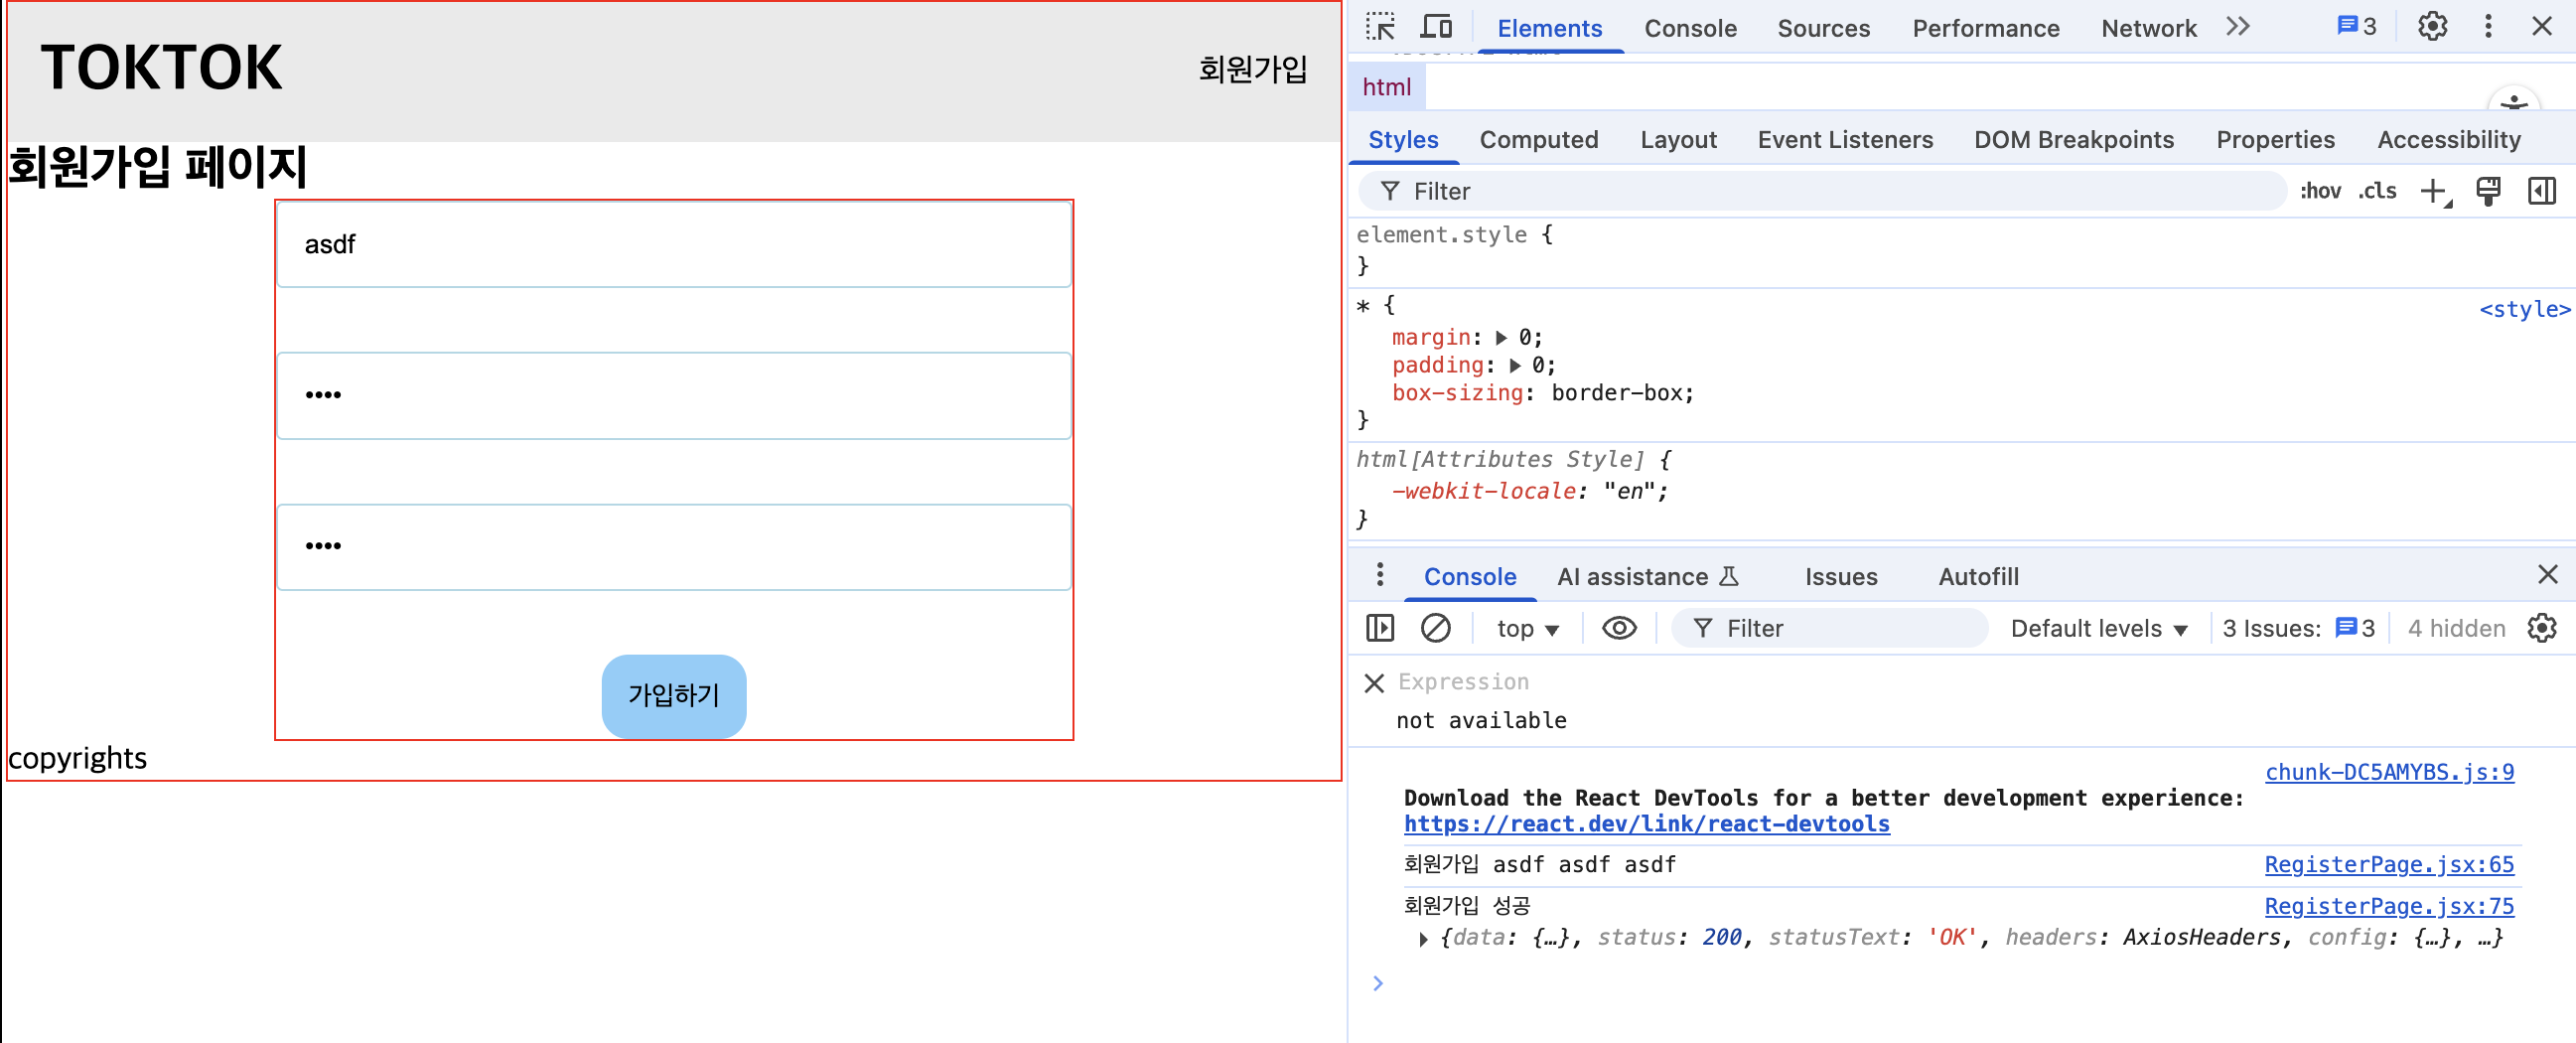 TOKTOK
회원가입
회원가입 페이지
asdf
••••
••••
가입하기
copyrights
Elements Console Sources Performance Network 3
html
Styles Computed Layout Event Listeners DOM Breakpoints Properties Accessibility
Filter :hov .cls
element.style {
}
* { <style>
margin: 0;
padding: 0;
box-sizing: border-box;
}
html[Attributes Style] {
-webkit-locale: "en";
}
Console AI assistance Issues Autofill
top Filter Default levels 3 Issues: 3 4 hidden
Expression
not available
chunk-DC5AMYBS.js:9
Download the React DevTools for a better development experience:
https://react.dev/link/react-devtools
회원가입 asdf asdf asdf RegisterPage.jsx:65
회원가입 성공 RegisterPage.jsx:75
{data: {…}, status: 200, statusText: 'OK', headers: AxiosHeaders, config: {…}, …}